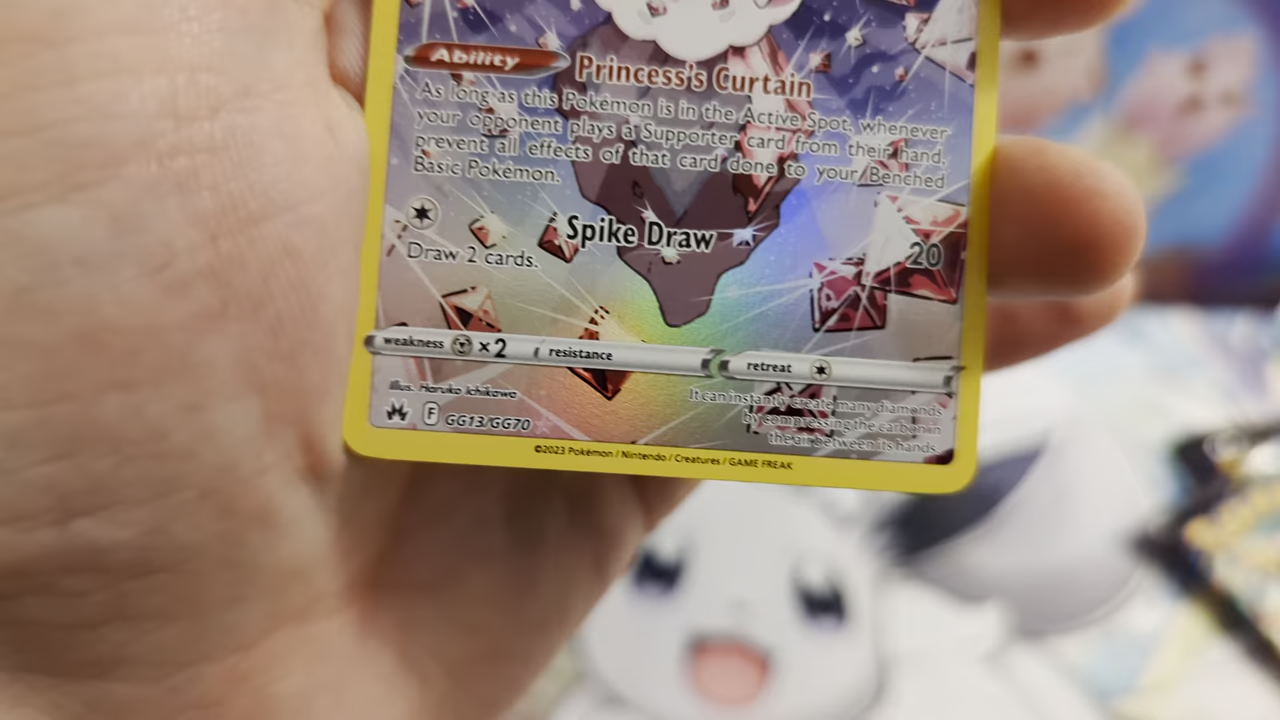 Ability Princess's Curtain
As long as this Pokémon is in the Active Spot, whenever
your opponent plays a Supporter card from their hand,
prevent all effects of that card done to your Benched
Basic Pokémon.
Spike Draw 20
Draw 2 cards.
weakness ×2 resistance retreat
Illus. Haruko Ichikawa
F GG13/GG70
It can instantly create many diamonds
by compressing the carbon in
the air between its hands.
©2023 Pokémon / Nintendo / Creatures / GAME FREAK